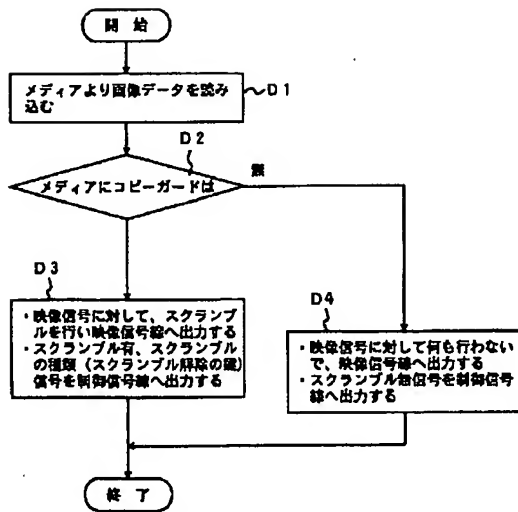 開 始
メディアより画像データを読み
込む
D1
D2
メディアにコピーガードは
無
D3
・映像信号に対して、スクランブ
ルを行い映像信号線へ出力する
・スクランブル有、スクランブル
の種類(スクランブル解除の鍵)
信号を制御信号線へ出力する
D4
・映像信号に対して何も行わない
で、映像信号線へ出力する
・スクランブル無信号を制御信号
線へ出力する
終 了